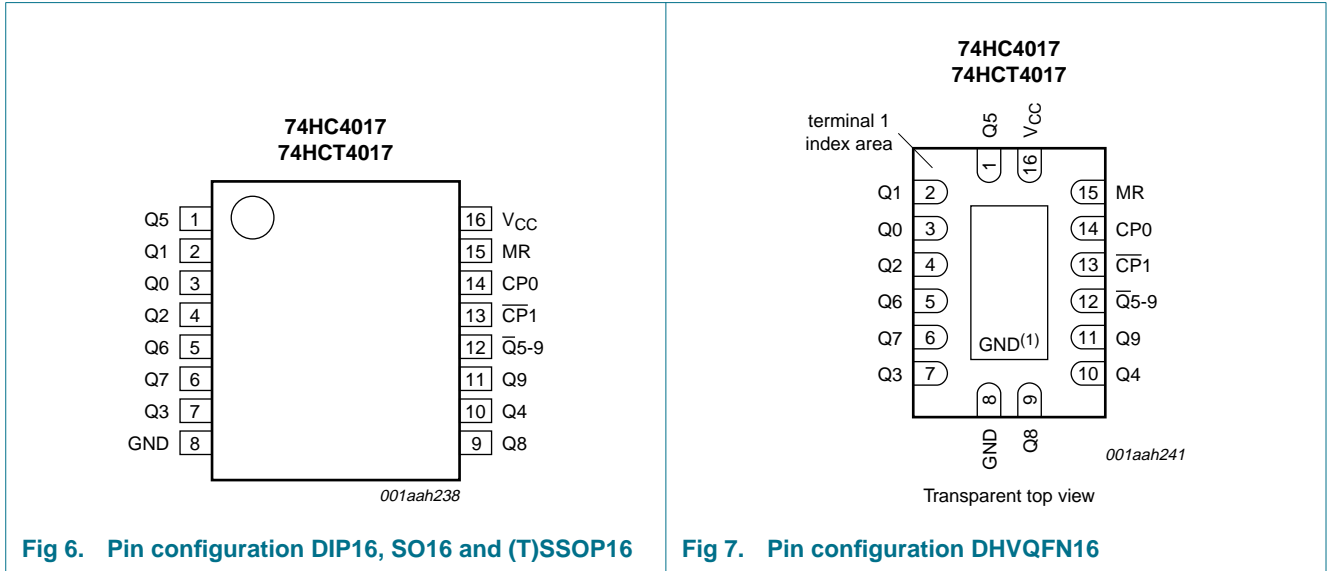 74HC4017
74HCT4017
Q5 1
Q1 2
Q0 3
Q2 4
Q6 5
Q7 6
Q3 7
GND 8
16 VCC
15 MR
14 CP0
13 C̅P̅1
12 Q̅5-9
11 Q9
10 Q4
9 Q8
001aah238
Fig 6. Pin configuration DIP16, SO16 and (T)SSOP16
74HC4017
74HCT4017
terminal 1
index area
Q5 1
VCC 16
Q1 2
Q0 3
Q2 4
Q6 5
Q7 6
Q3 7
15 MR
14 CP0
13 C̅P̅1
12 Q̅5-9
11 Q9
10 Q4
GND(1)
8 GND
9 Q8
001aah241
Transparent top view
Fig 7. Pin configuration DHVQFN16